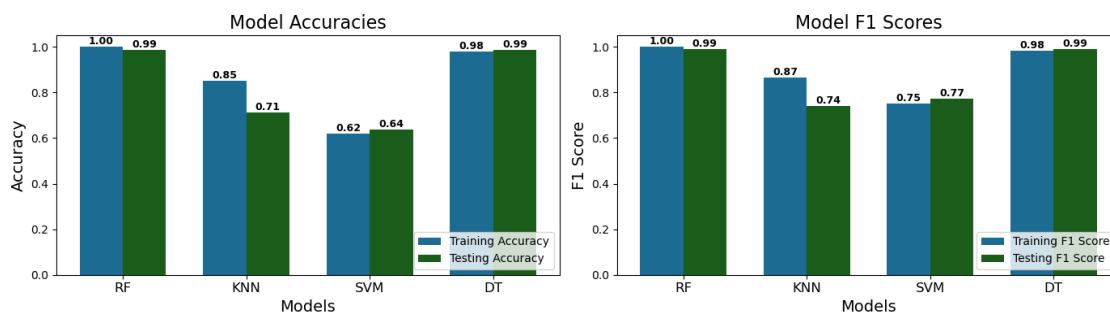 Model Accuracies
1.00
0.99
0.85
0.71
0.62
0.64
0.98
0.99
1.0
0.8
0.6
0.4
0.2
0.0
Accuracy
Training Accuracy
Testing Accuracy
RF
KNN
SVM
DT
Models
Model F1 Scores
1.00
0.99
0.87
0.74
0.75
0.77
0.98
0.99
1.0
0.8
0.6
0.4
0.2
0.0
F1 Score
Training F1 Score
Testing F1 Score
RF
KNN
SVM
DT
Models